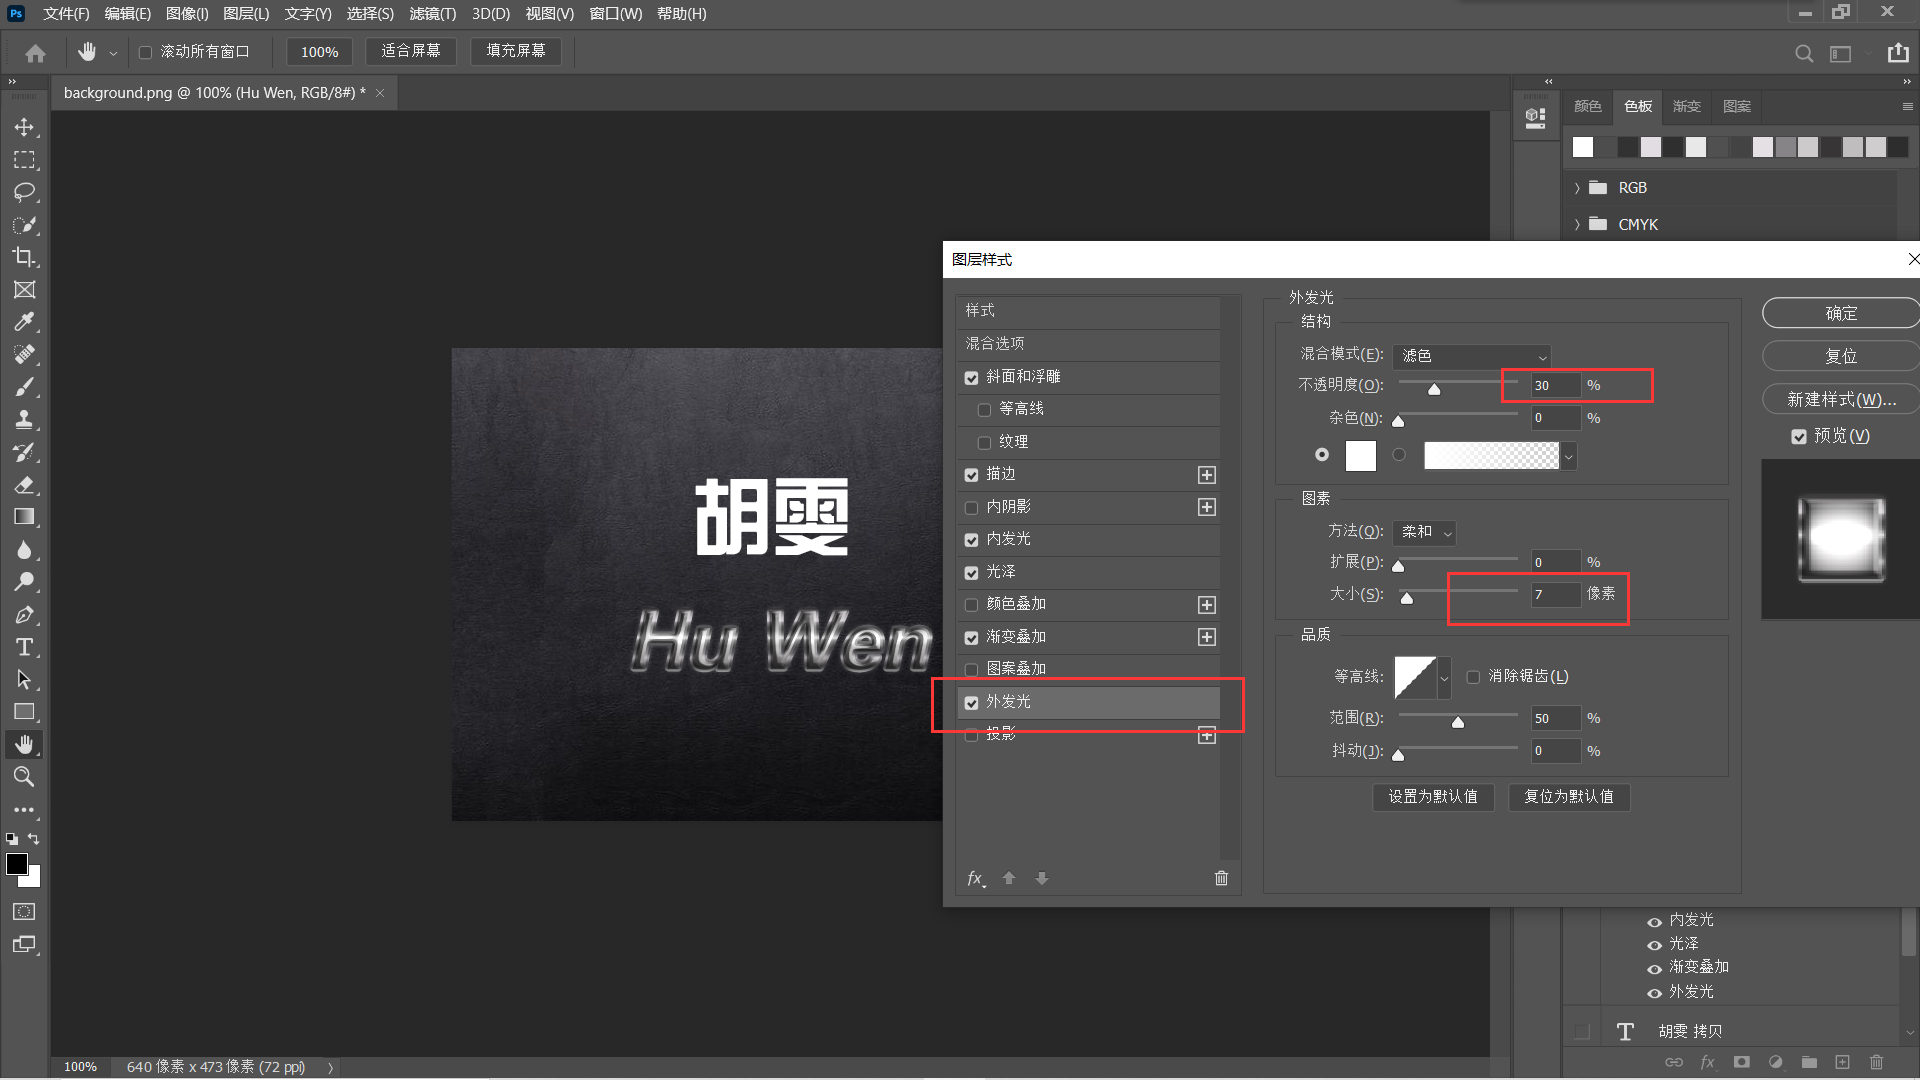 Ps 文件(F) 编辑(E) 图像(I) 图层(L) 文字(Y) 选择(S) 滤镜(T) 3D(D) 视图(V) 窗口(W) 帮助(H)
滚动所有窗口 100% 适合屏幕 填充屏幕
background.png @ 100% (Hu Wen, RGB/8#) *
颜色 色板 渐变 图案
RGB
CMYK
图层样式
样式
混合选项
斜面和浮雕
等高线
纹理
描边
内阴影
内发光
光泽
颜色叠加
渐变叠加
图案叠加
外发光
投影
fx
外发光
结构
混合模式(E): 滤色
不透明度(O): 30 %
杂色(N): 0 %
图素
方法(Q): 柔和
扩展(P): 0 %
大小(S): 7 像素
品质
等高线: 消除锯齿(L)
范围(R): 50 %
抖动(J): 0 %
设置为默认值 复位为默认值
确定
复位
新建样式(W)...
预览(V)
胡雯
Hu Wen
内发光
光泽
渐变叠加
外发光
T 胡雯 拷贝
fx
100% 640 像素 x 473 像素 (72 ppi)